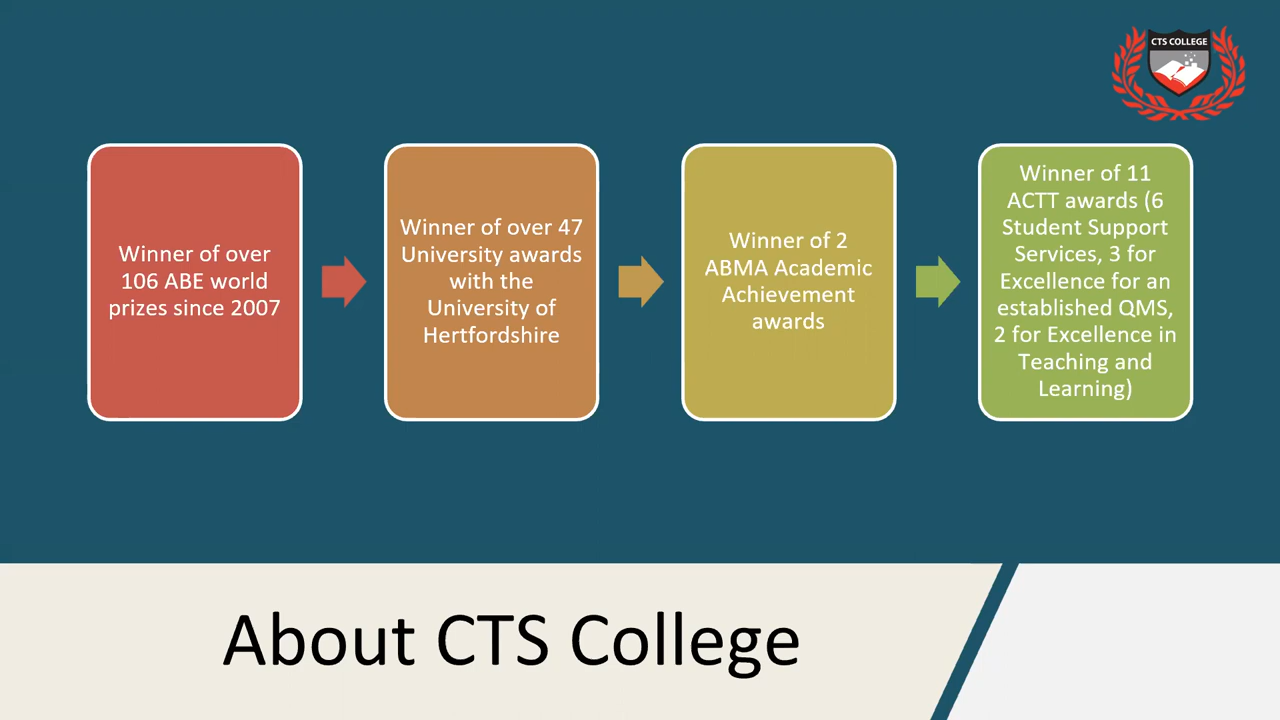 CTS COLLEGE
Winner of over
106 ABE world
prizes since 2007
Winner of over 47
University awards
with the
University of
Hertfordshire
Winner of 2
ABMA Academic
Achievement
awards
Winner of 11
ACTT awards (6
Student Support
Services, 3 for
Excellence for an
established QMS,
2 for Excellence in
Teaching and
Learning)
About CTS College